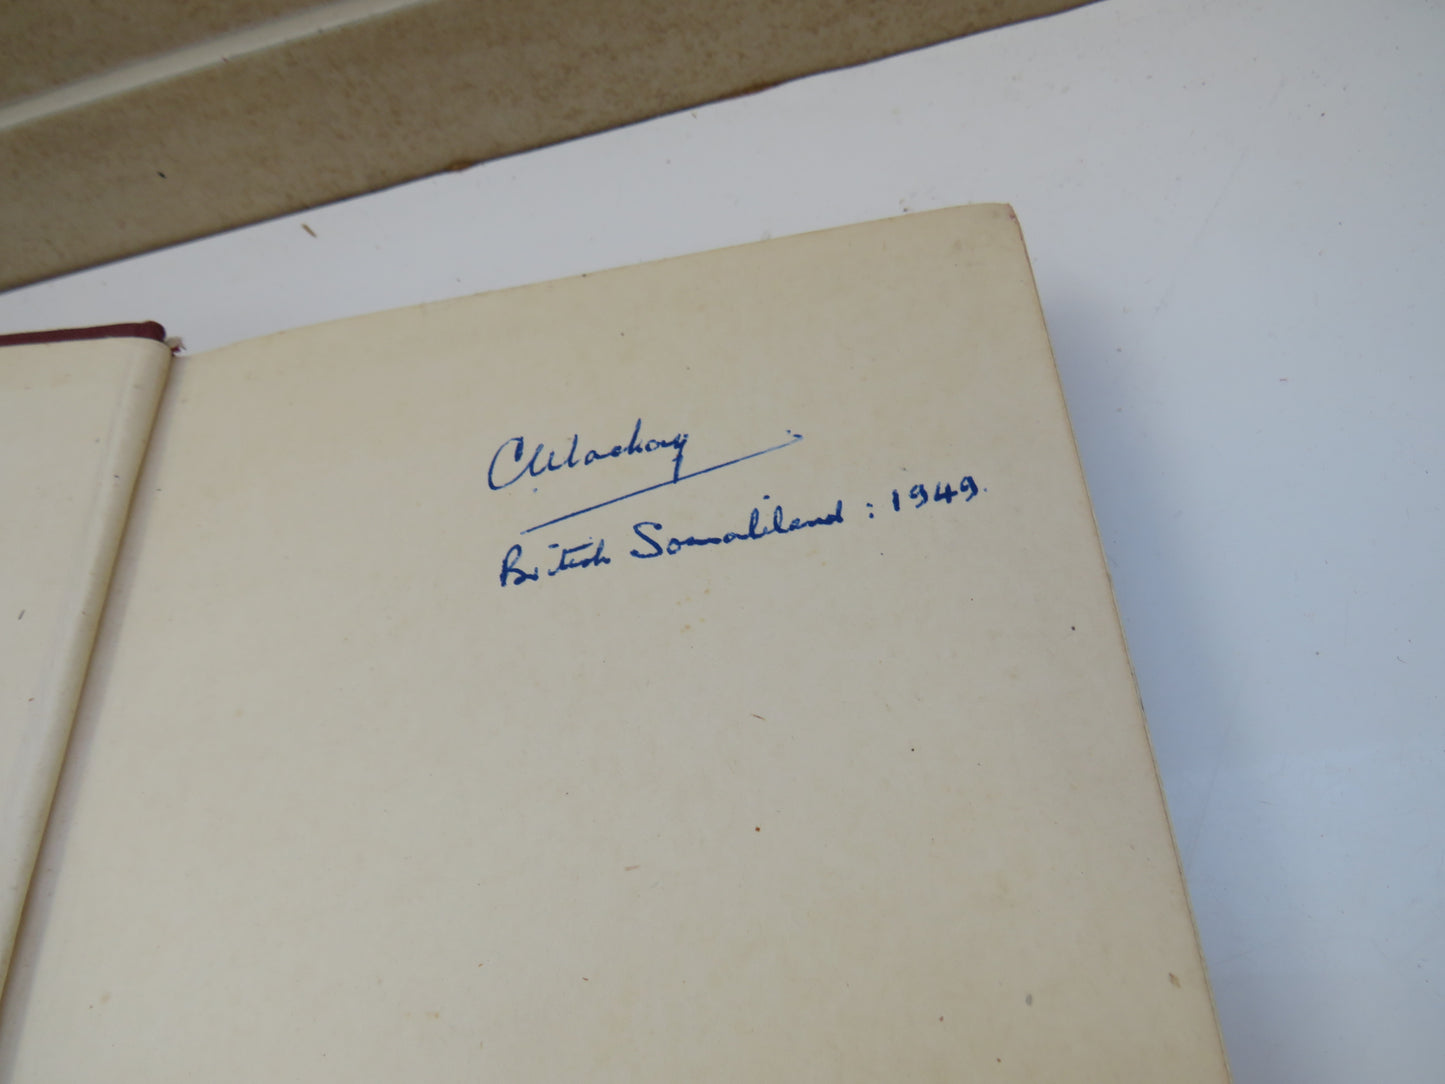 CMackay
British Somaliland : 1949.